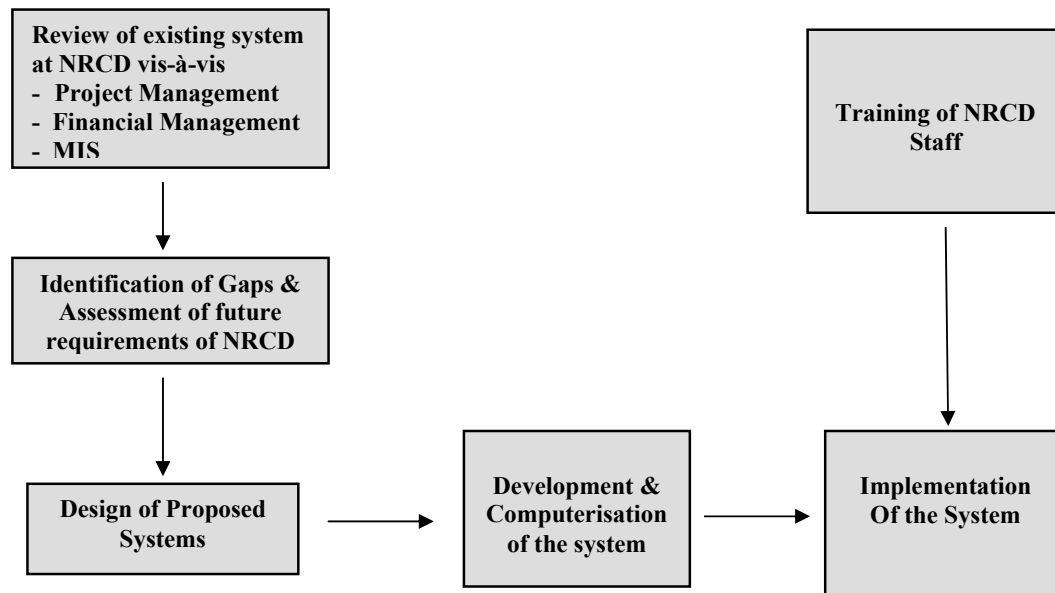 Review of existing system
at NRCD vis-à-vis
- Project Management
- Financial Management
- MIS
Training of NRCD
Staff
Identification of Gaps &
Assessment of future
requirements of NRCD
Design of Proposed
Systems
Development &
Computerisation
of the system
Implementation
Of the System